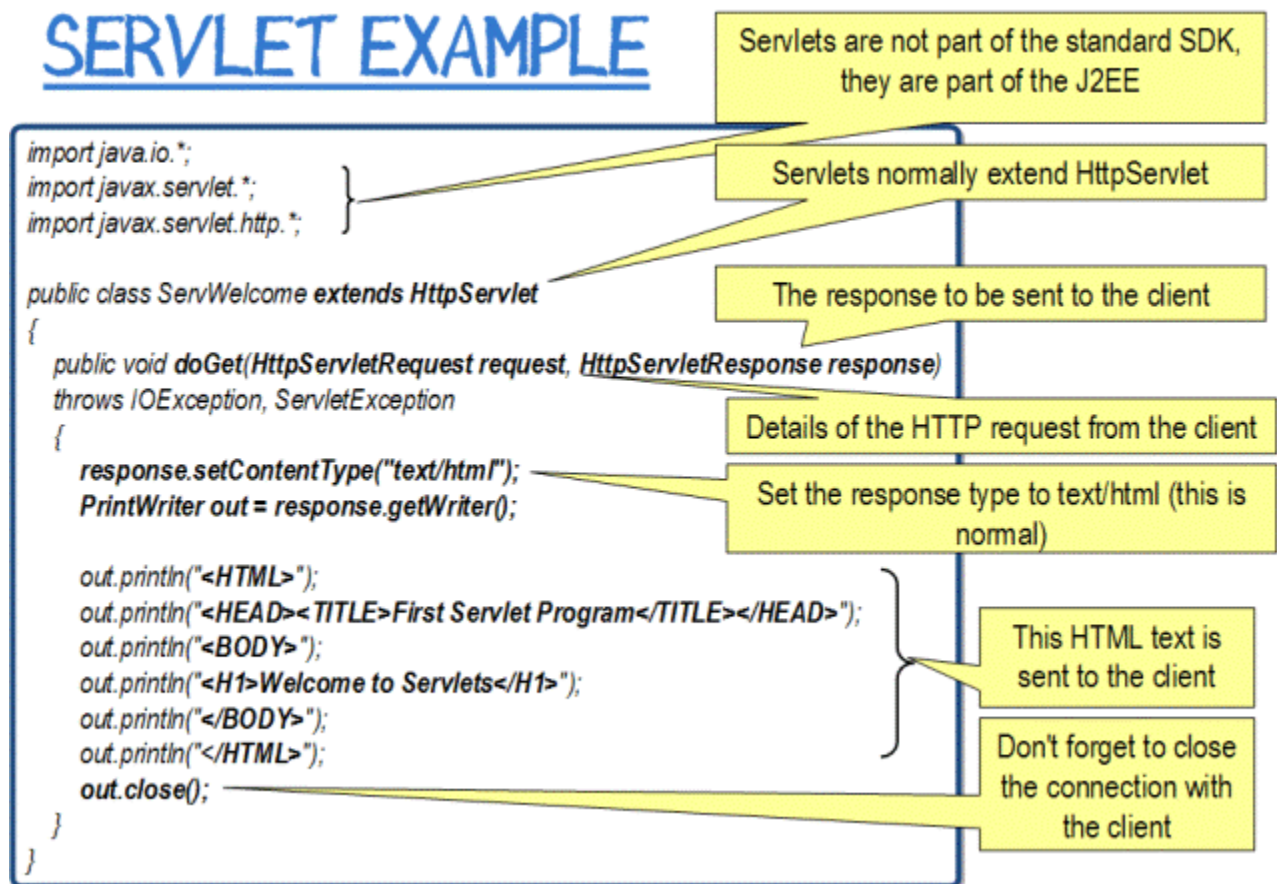 SERVLET EXAMPLE
Servlets are not part of the standard SDK,
they are part of the J2EE
import java.io.*;
import javax.servlet.*;
import javax.servlet.http.*;
Servlets normally extend HttpServlet
public class ServWelcome extends HttpServlet
The response to be sent to the client
{
public void doGet(HttpServletRequest request, HttpServletResponse response)
throws IOException, ServletException
Details of the HTTP request from the client
{
response.setContentType("text/html");
PrintWriter out = response.getWriter();
Set the response type to text/html (this is
normal)
out.println("<HTML>");
out.println("<HEAD><TITLE>First Servlet Program</TITLE></HEAD>");
out.println("<BODY>");
out.println("<H1>Welcome to Servlets</H1>");
out.println("</BODY>");
out.println("</HTML>");
This HTML text is
sent to the client
out.close();
Don't forget to close
the connection with
the client
}
}